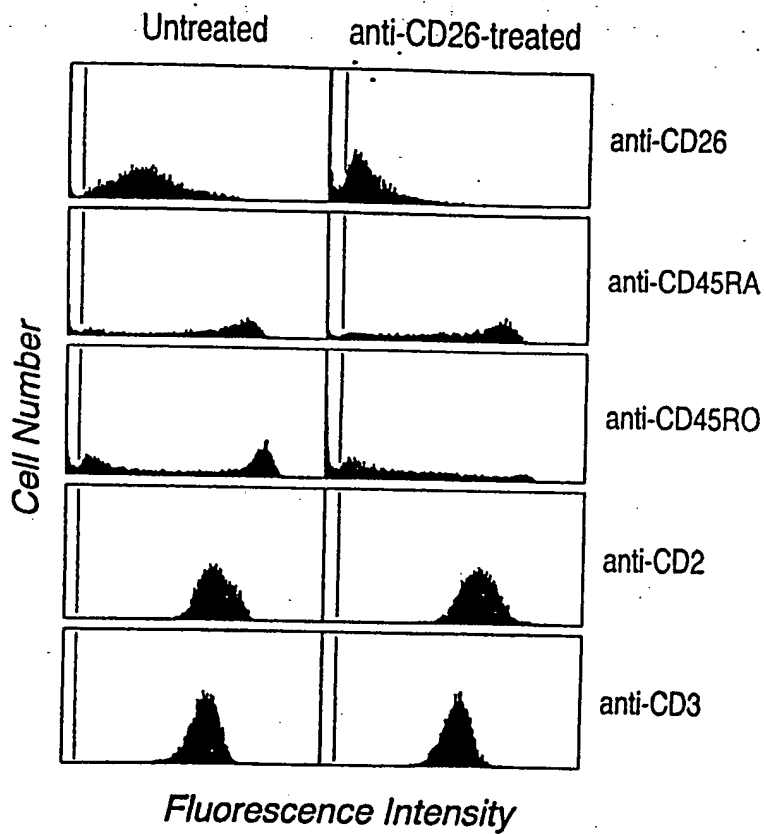 Untreated anti-CD26-treated
anti-CD26
anti-CD45RA
anti-CD45RO
anti-CD2
anti-CD3
Cell Number
Fluorescence Intensity